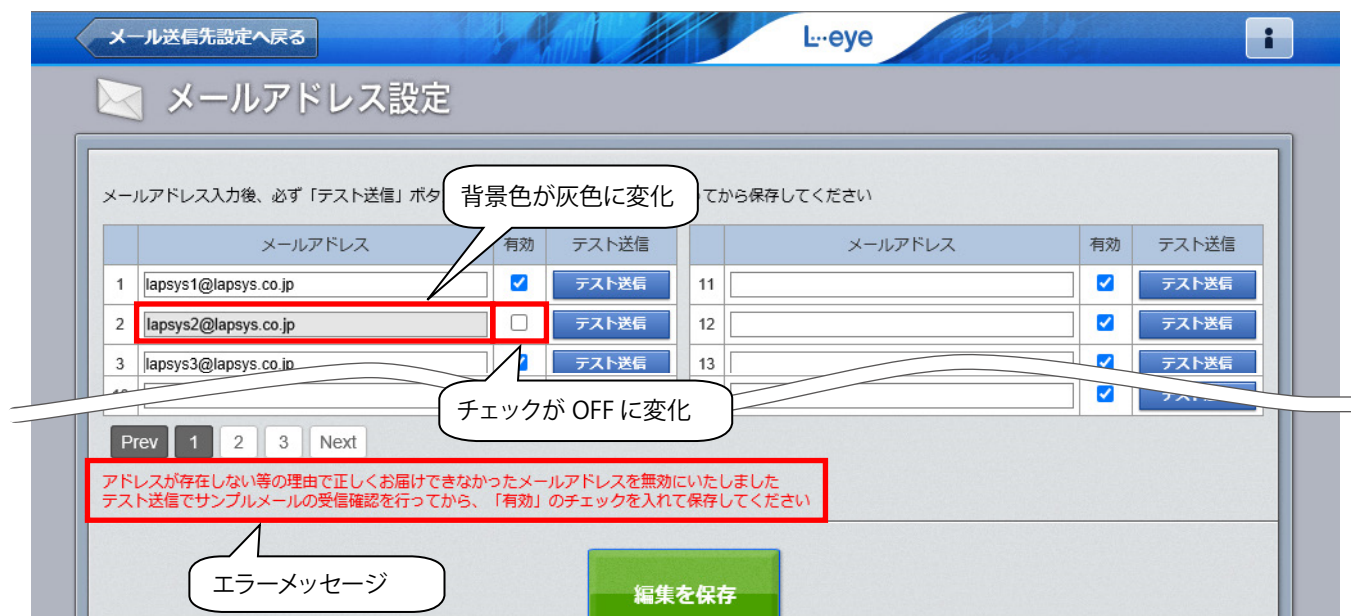 メール送信先設定へ戻る
L-eye
i
メールアドレス設定
メールアドレス入力後、必ず「テスト送信」ボタ
ってから保存してください
背景色が灰色に変化
メールアドレス 有効 テスト送信 メールアドレス 有効 テスト送信
1 lapsys1@lapsys.co.jp テスト送信 11 テスト送信
2 lapsys2@lapsys.co.jp テスト送信 12 テスト送信
3 lapsys3@lapsys.co.jp テスト送信 13 テスト送信
チェックが OFF に変化
Prev 1 2 3 Next
アドレスが存在しない等の理由で正しくお届けできなかったメールアドレスを無効にいたしました
テスト送信でサンプルメールの受信確認を行ってから、「有効」のチェックを入れて保存してください
エラーメッセージ
編集を保存